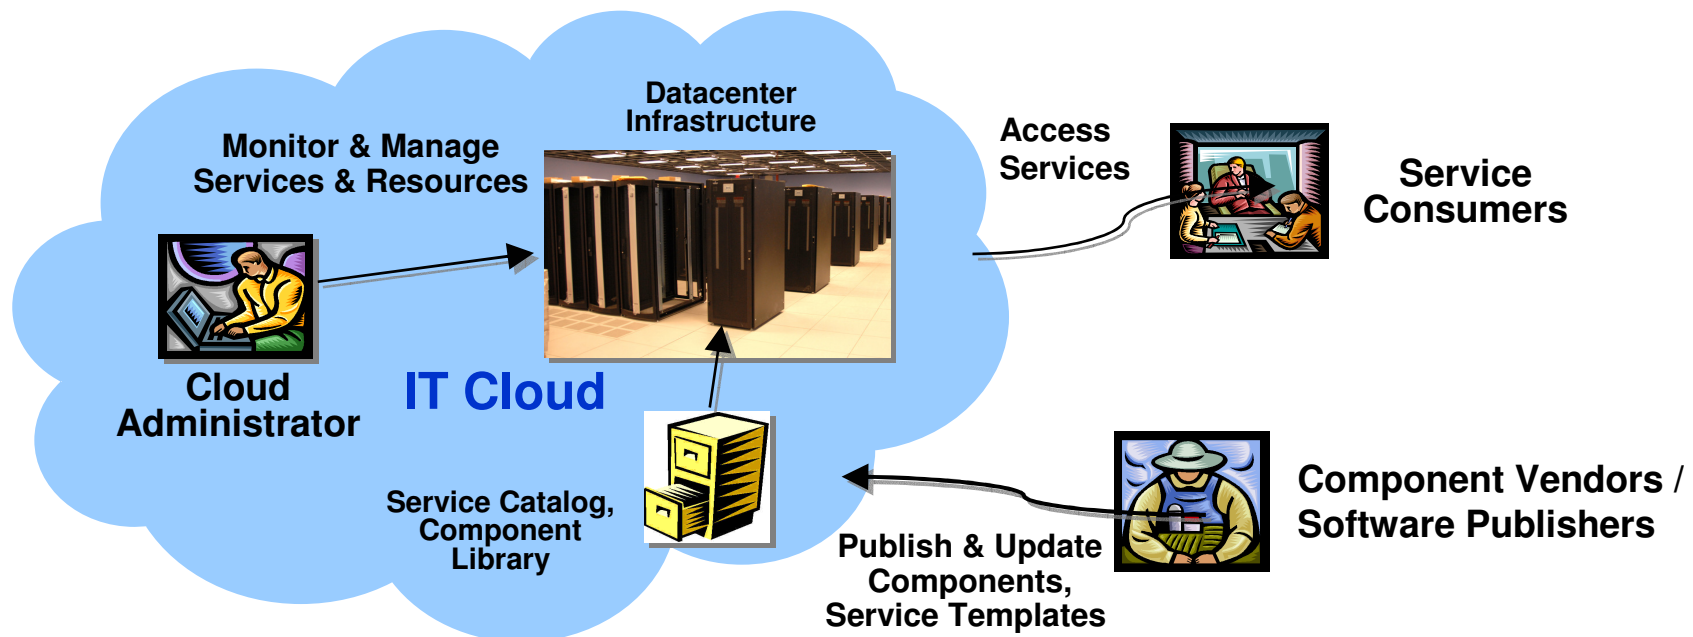 Datacenter
Infrastructure
Monitor & Manage
Services & Resources
Access
Services
Service
Consumers
Cloud
Administrator
IT Cloud
Service Catalog,
Component
Library
Component Vendors /
Software Publishers
Publish & Update
Components,
Service Templates